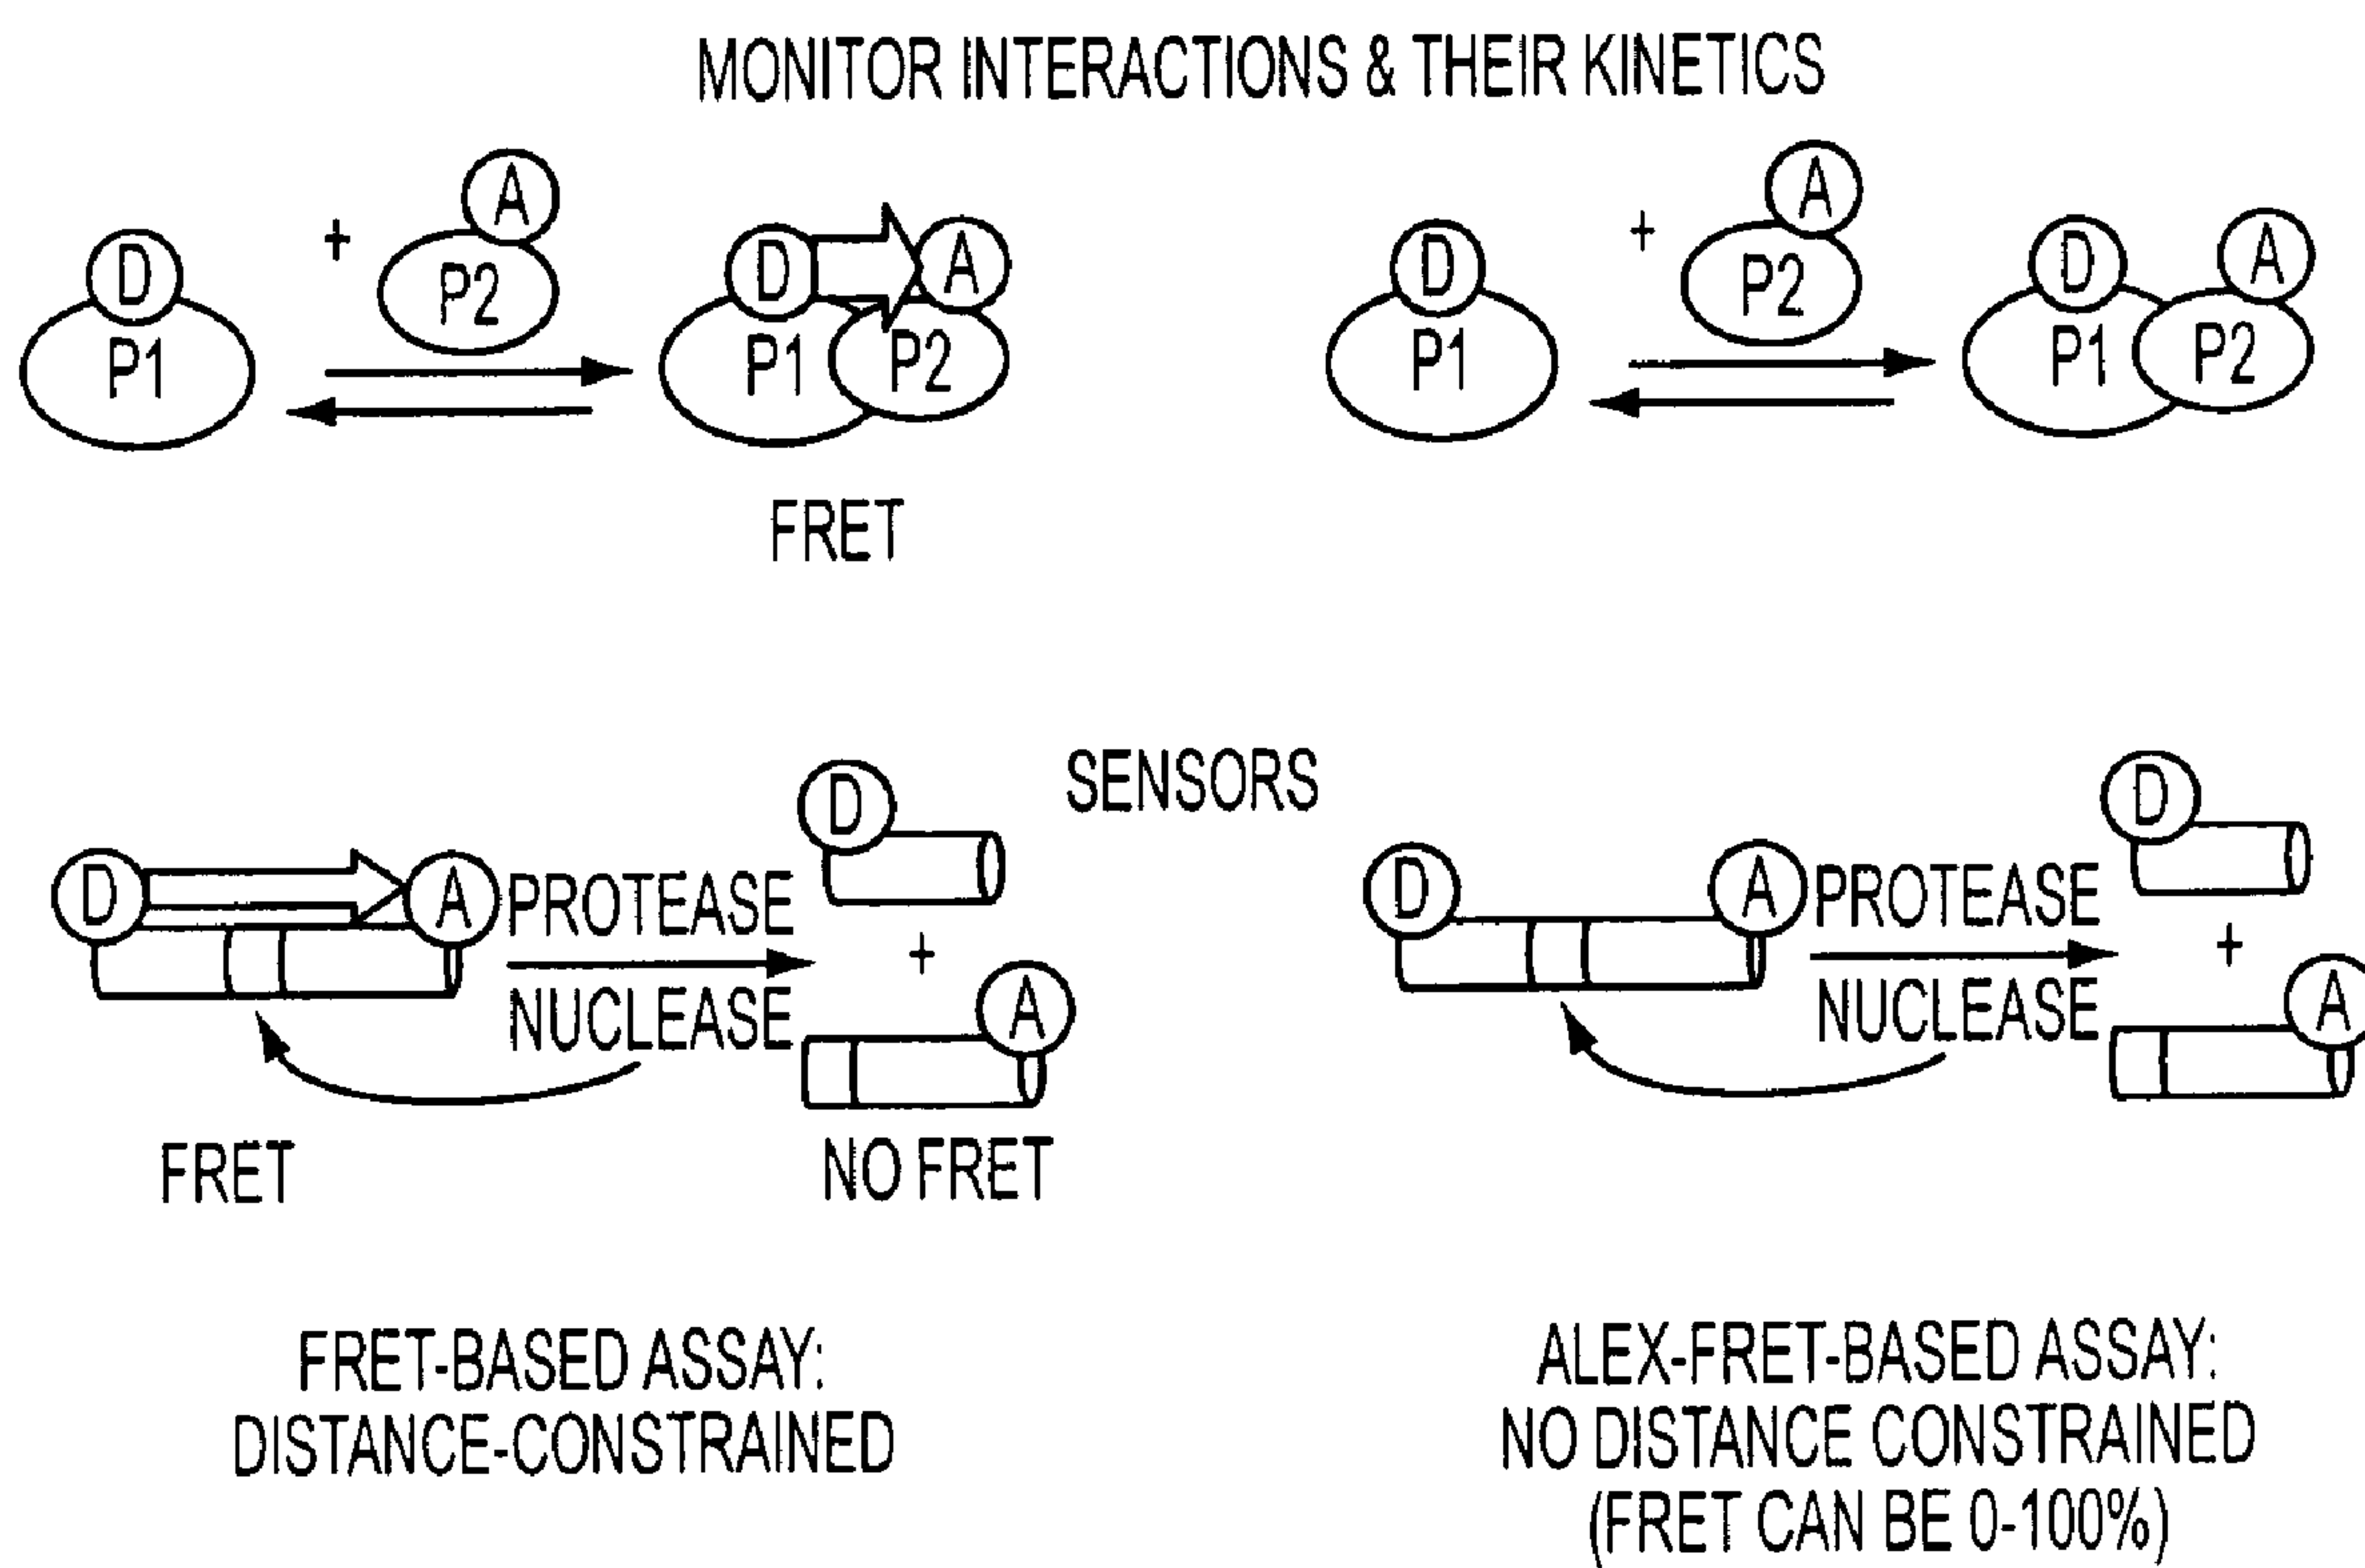 MONITOR INTERACTIONS & THEIR KINETICS
D
P1
+
A
P2
D
A
P1
P2
FRET
D
P1
+
A
P2
D
A
P1
P2
SENSORS
D
A
PROTEASE
NUCLEASE
D
+
A
FRET
NO FRET
D
A
PROTEASE
NUCLEASE
D
+
A
FRET-BASED ASSAY:
DISTANCE-CONSTRAINED
ALEX-FRET-BASED ASSAY:
NO DISTANCE CONSTRAINED
(FRET CAN BE 0-100%)